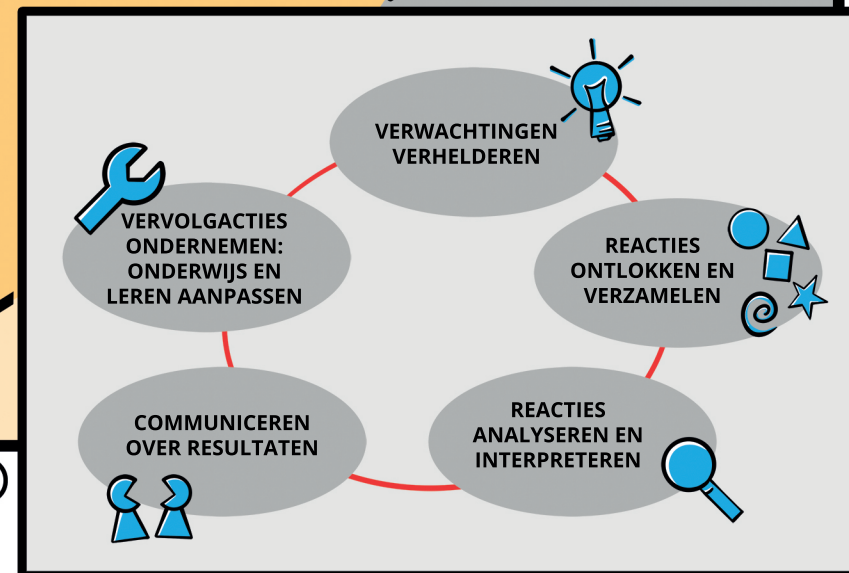 VERWACHTINGEN
VERHELDEREN
REACTIES
ONTLOKKEN EN
VERZAMELEN
REACTIES
ANALYSEREN EN
INTERPRETEREN
COMMUNICEREN
OVER RESULTATEN
VERVOLGACTIES
ONDERNEMEN:
ONDERWIJS EN
LEREN AANPASSEN